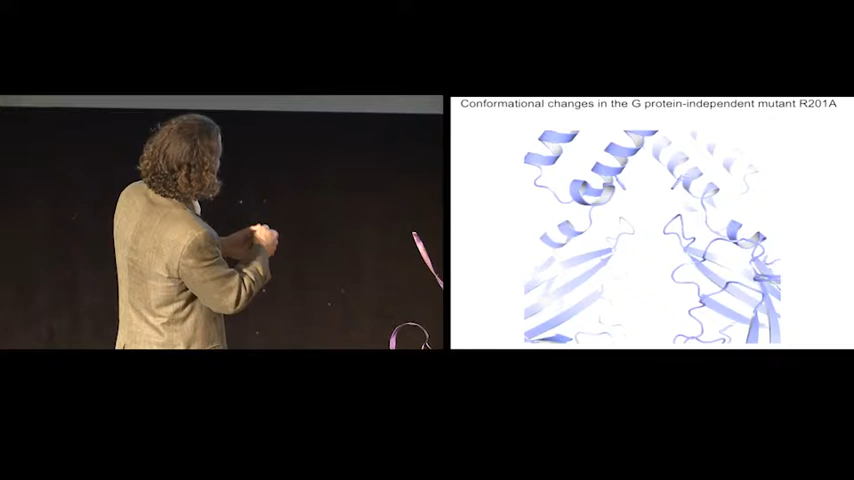 Conformational changes in the G protein-independent mutant R201A